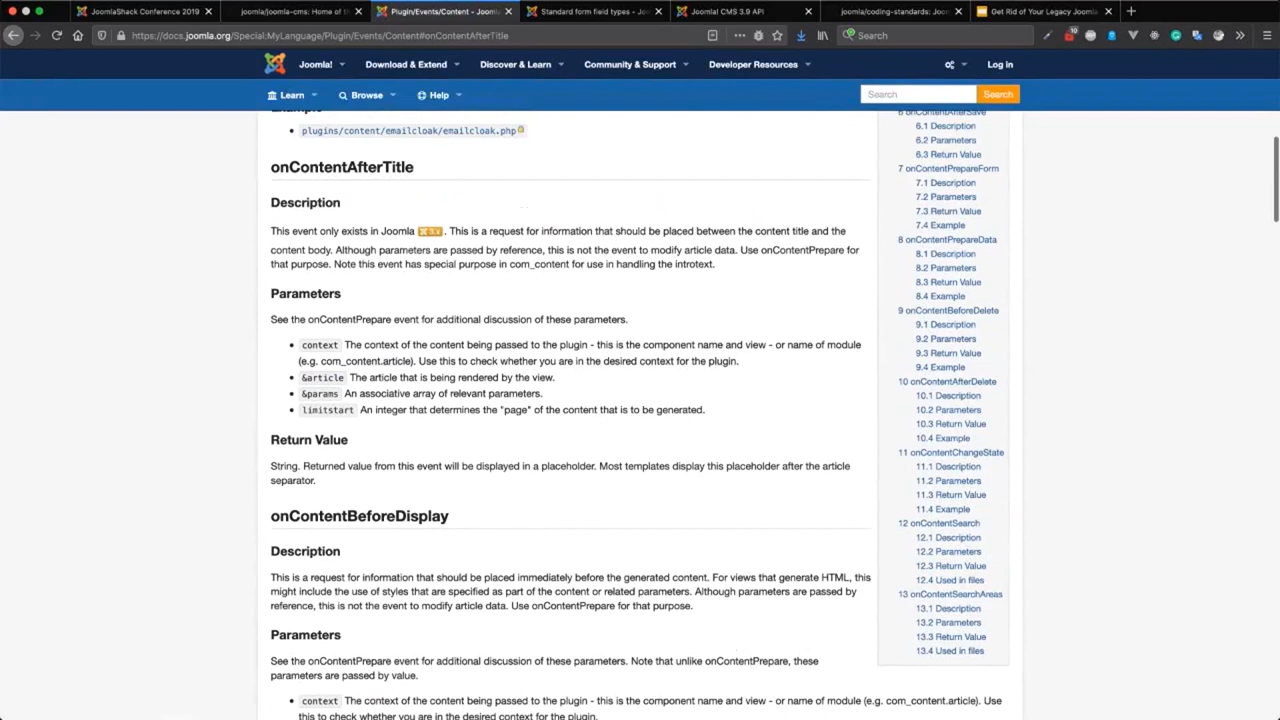 JoomlaShack Conference 2019
joomla/joomla-cms: Home of th
Plugin/Events/Content - Jooml
Standard form field types - Joo
Joomla! CMS 3.9 API
joomla/coding-standards: Joom
Get Rid of Your Legacy Joomla
https://docs.joomla.org/Special:MyLanguage/Plugin/Events/Content#onContentAfterTitle
Search
Joomla!
Download & Extend
Discover & Learn
Community & Support
Developer Resources
Log in
Learn
Browse
Help
Search
Search
Example
plugins/content/emailcloak/emailcloak.php
onContentAfterTitle
Description
This event only exists in Joomla 3.x . This is a request for information that should be placed between the content title and the
content body. Although parameters are passed by reference, this is not the event to modify article data. Use onContentPrepare for
that purpose. Note this event has special purpose in com_content for use in handling the introtext.
Parameters
See the onContentPrepare event for additional discussion of these parameters.
context The context of the content being passed to the plugin - this is the component name and view - or name of module
(e.g. com_content.article). Use this to check whether you are in the desired context for the plugin.
&article The article that is being rendered by the view.
&params An associative array of relevant parameters.
limitstart An integer that determines the "page" of the content that is to be generated.
Return Value
String. Returned value from this event will be displayed in a placeholder. Most templates display this placeholder after the article
separator.
onContentBeforeDisplay
Description
This is a request for information that should be placed immediately before the generated content. For views that generate HTML, this
might include the use of styles that are specified as part of the content or related parameters. Although parameters are passed by
reference, this is not the event to modify article data. Use onContentPrepare for that purpose.
Parameters
See the onContentPrepare event for additional discussion of these parameters. Note that unlike onContentPrepare, these
parameters are passed by value.
context The context of the content being passed to the plugin - this is the component name and view - or name of module (e.g. com_content.article). Use
this to check whether you are in the desired context for the plugin.
6 onContentAfterSave
6.1 Description
6.2 Parameters
6.3 Return Value
7 onContentPrepareForm
7.1 Description
7.2 Parameters
7.3 Return Value
7.4 Example
8 onContentPrepareData
8.1 Description
8.2 Parameters
8.3 Return Value
8.4 Example
9 onContentBeforeDelete
9.1 Description
9.2 Parameters
9.3 Return Value
9.4 Example
10 onContentAfterDelete
10.1 Description
10.2 Parameters
10.3 Return Value
10.4 Example
11 onContentChangeState
11.1 Description
11.2 Parameters
11.3 Return Value
11.4 Example
12 onContentSearch
12.1 Description
12.2 Parameters
12.3 Return Value
12.4 Used in files
13 onContentSearchAreas
13.1 Description
13.2 Parameters
13.3 Return Value
13.4 Used in files